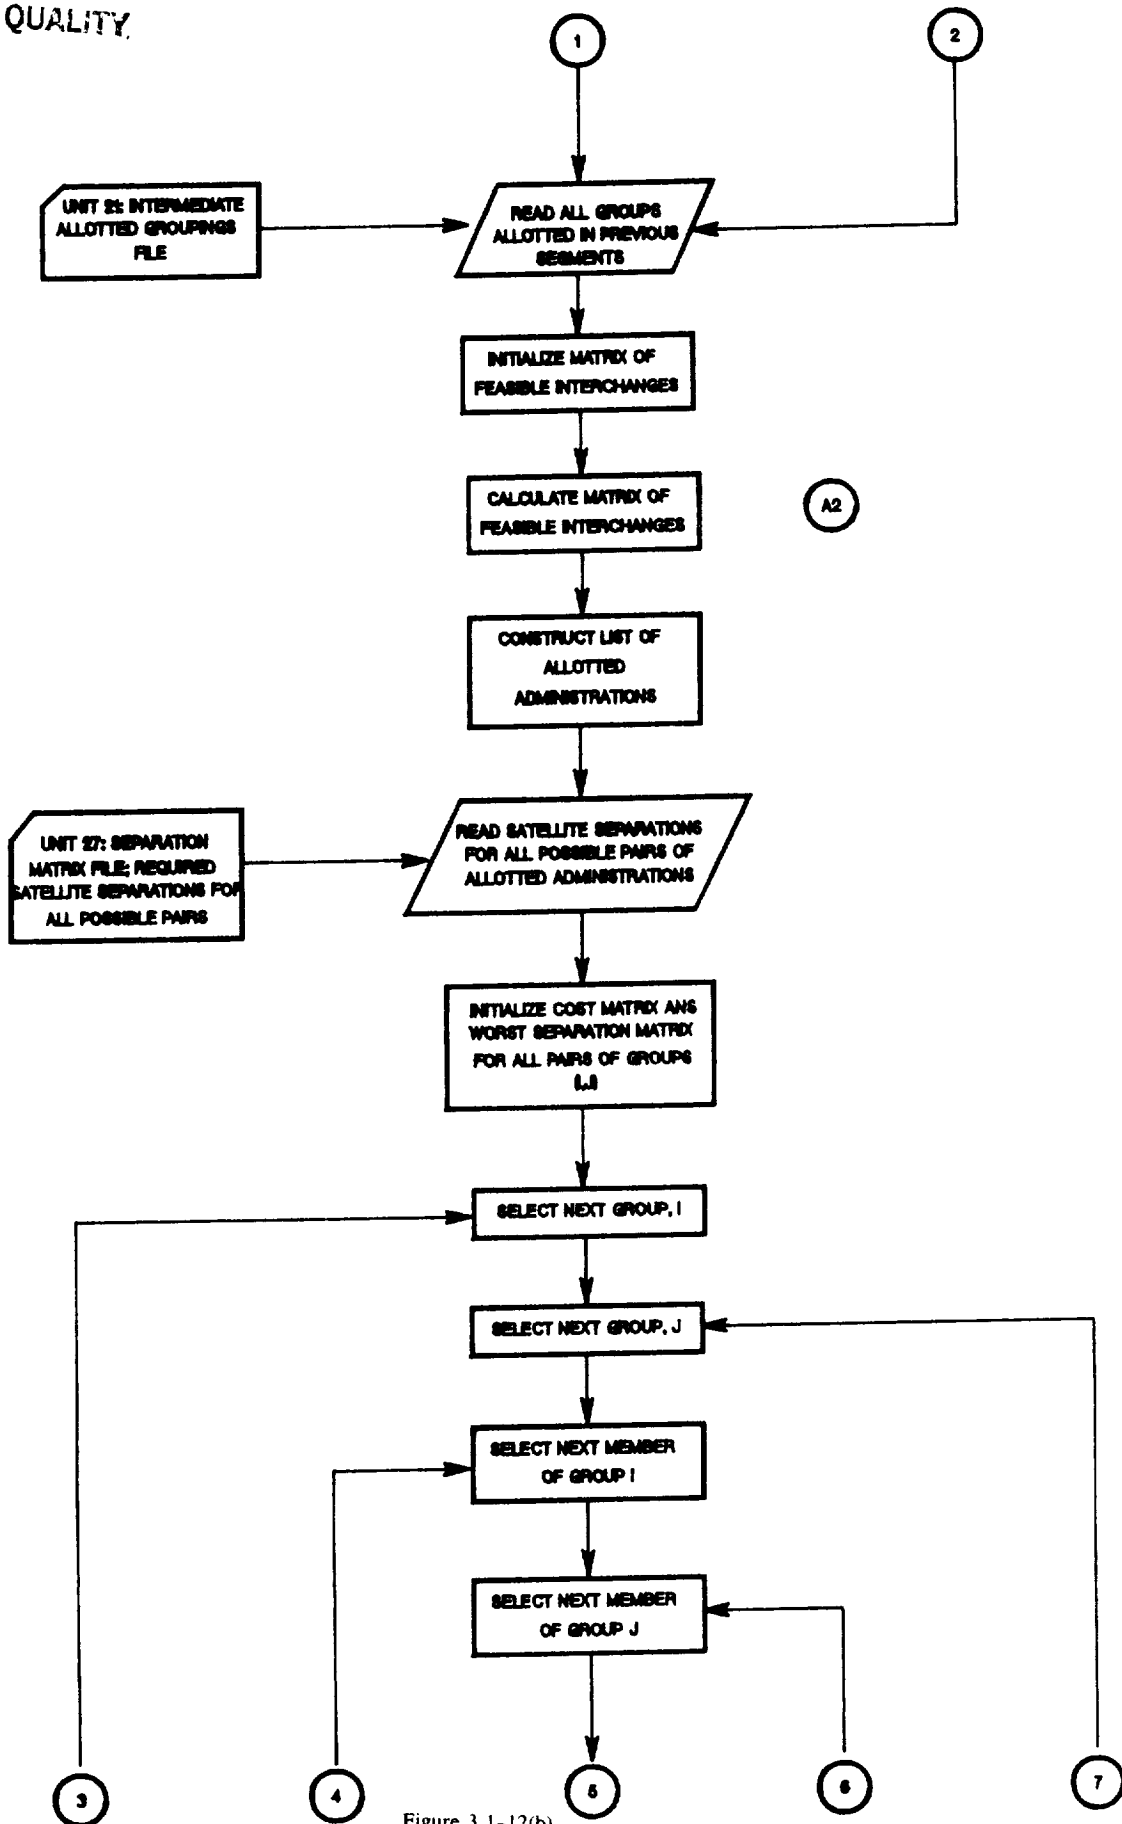 QUALITY
1
2
UNIT 21: INTERMEDIATE
ALLOTTED GROUPINGS
FILE
READ ALL GROUPS
ALLOTTED IN PREVIOUS
SEGMENTS
INITIALIZE MATRIX OF
FEASIBLE INTERCHANGES
CALCULATE MATRIX OF
FEASIBLE INTERCHANGES
A2
CONSTRUCT LIST OF
ALLOTTED
ADMINISTRATIONS
UNIT 27: SEPARATION
MATRIX FILE; REQUIRED
SATELLITE SEPARATIONS FOR
ALL POSSIBLE PAIRS
READ SATELLITE SEPARATIONS
FOR ALL POSSIBLE PAIRS OF
ALLOTTED ADMINISTRATIONS
INITIALIZE COST MATRIX ANS
WORST SEPARATION MATRIX
FOR ALL PAIRS OF GROUPS
SELECT NEXT GROUP, I
SELECT NEXT GROUP, J
SELECT NEXT MEMBER
OF GROUP I
SELECT NEXT MEMBER
OF GROUP J
3
4
5
6
7
Figure 3.1-12(b)